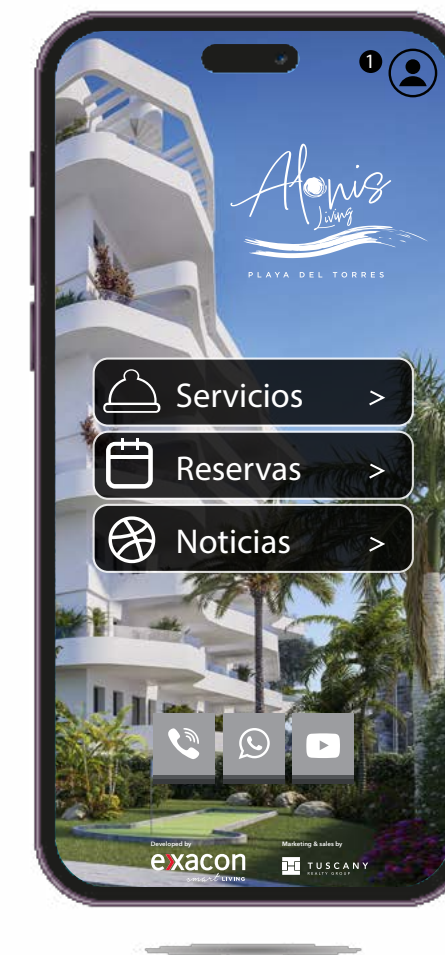 1
Alonis
Living
PLAYA DEL TORRES
Servicios >
Reservas >
Noticias >
Developed by
exacon
smart LIVING
Marketing & sales by
TUSCANY
REALTY GROUP